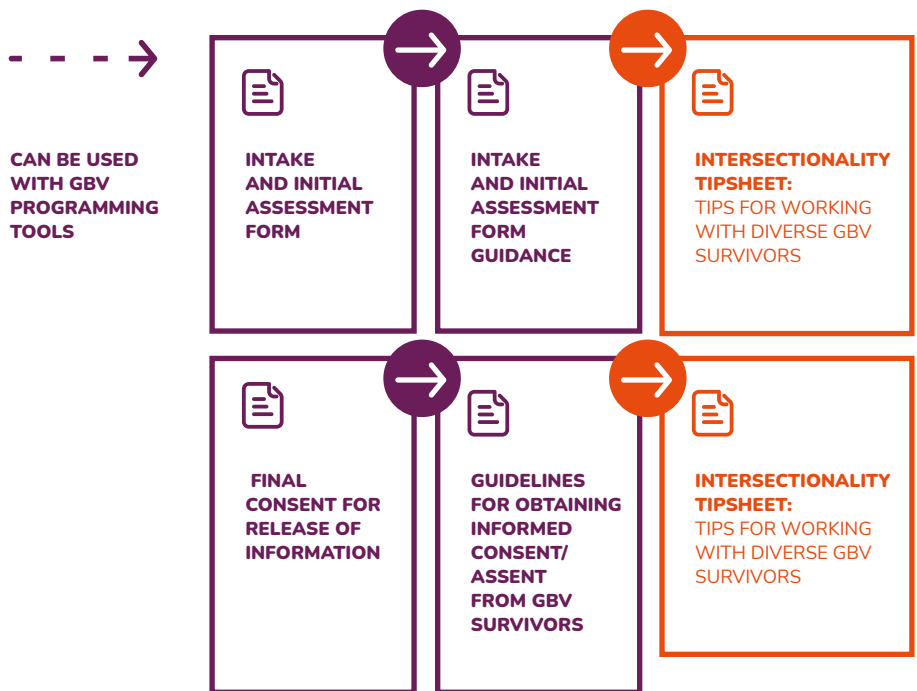 CAN BE USED
WITH GBV
PROGRAMMING
TOOLS
INTAKE
AND INITIAL
ASSESSMENT
FORM
INTAKE
AND INITIAL
ASSESSMENT
FORM
GUIDANCE
INTERSECTIONALITY
TIPSHEET:
TIPS FOR WORKING
WITH DIVERSE GBV
SURVIVORS
FINAL
CONSENT FOR
RELEASE OF
INFORMATION
GUIDELINES
FOR OBTAINING
INFORMED
CONSENT/
ASSENT
FROM GBV
SURVIVORS
INTERSECTIONALITY
TIPSHEET:
TIPS FOR WORKING
WITH DIVERSE GBV
SURVIVORS